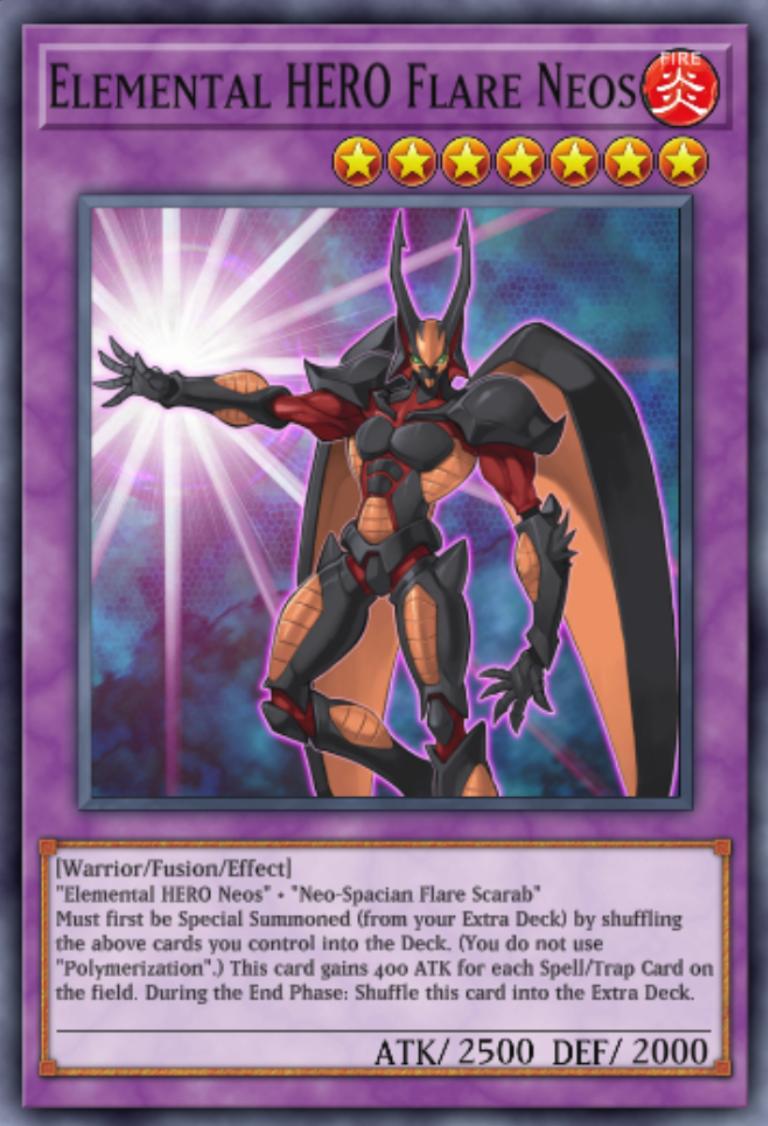 Elemental HERO Flare Neos
FIRE
炎
[Warrior/Fusion/Effect]
"Elemental HERO Neos" + "Neo-Spacian Flare Scarab"
Must first be Special Summoned (from your Extra Deck) by shuffling
the above cards you control into the Deck. (You do not use
"Polymerization".) This card gains 400 ATK for each Spell/Trap Card on
the field. During the End Phase: Shuffle this card into the Extra Deck.
ATK/ 2500 DEF/ 2000